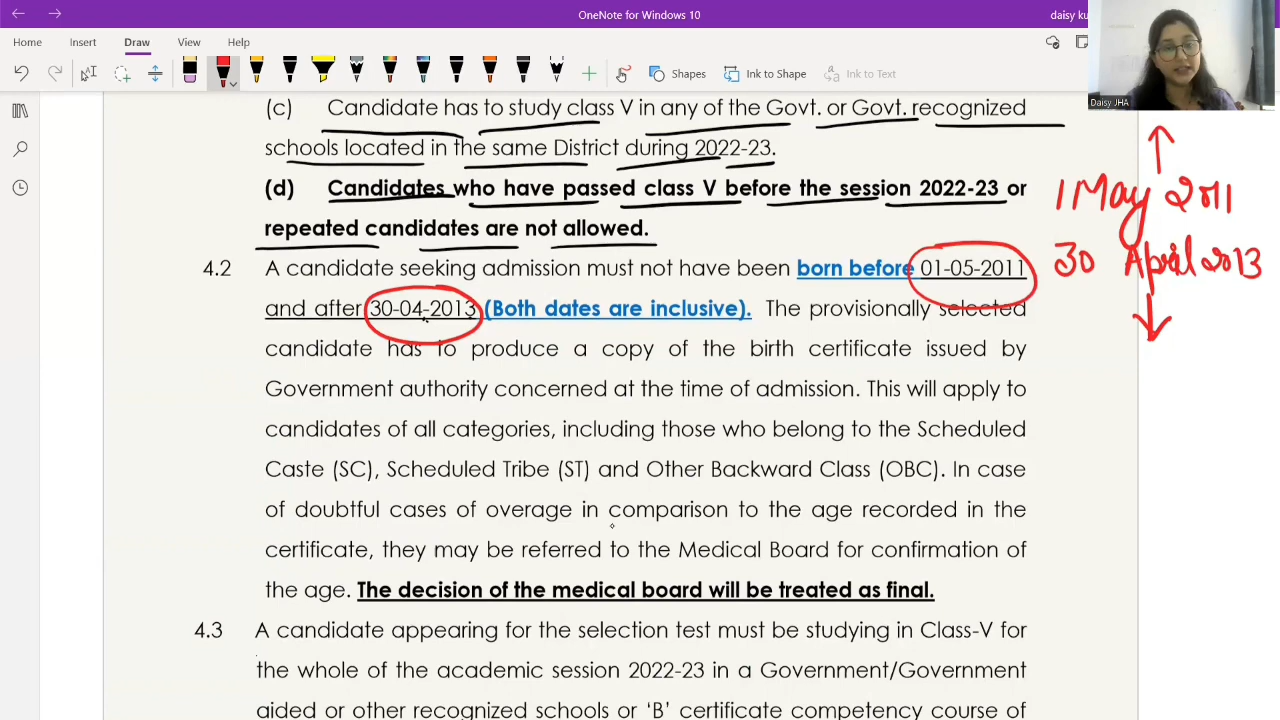 OneNote for Windows 10
daisy ku
Home Insert Draw View Help
Shapes Ink to Shape Ink to Text
Daisy JHA
(c) Candidate has to study class V in any of the Govt. or Govt. recognized
schools located in the same District during 2022-23.
(d) Candidates who have passed class V before the session 2022-23 or
repeated candidates are not allowed.
1 May 2011
30 April 2013
4.2 A candidate seeking admission must not have been born before 01-05-2011
and after 30-04-2013 (Both dates are inclusive). The provisionally selected
candidate has to produce a copy of the birth certificate issued by
Government authority concerned at the time of admission. This will apply to
candidates of all categories, including those who belong to the Scheduled
Caste (SC), Scheduled Tribe (ST) and Other Backward Class (OBC). In case
of doubtful cases of overage in comparison to the age recorded in the
certificate, they may be referred to the Medical Board for confirmation of
the age. The decision of the medical board will be treated as final.
4.3 A candidate appearing for the selection test must be studying in Class-V for
the whole of the academic session 2022-23 in a Government/Government
aided or other recognized schools or ‘B’ certificate competency course of